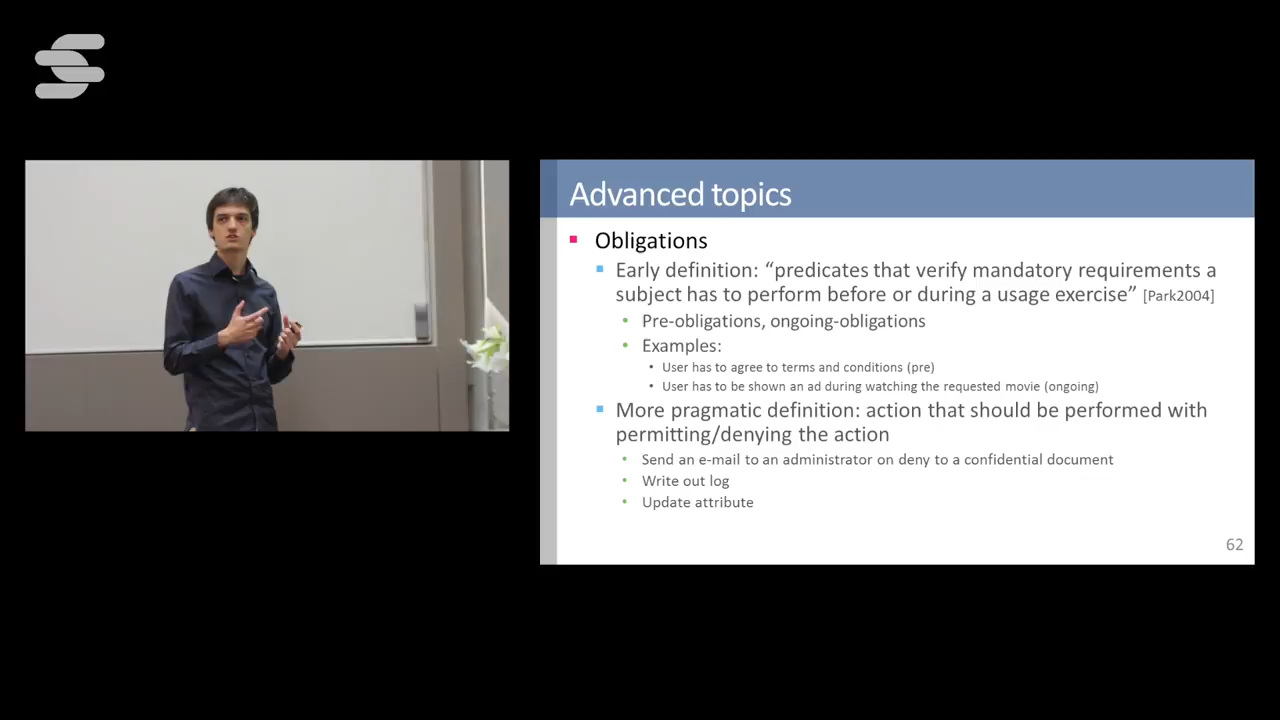 Advanced topics
Obligations
Early definition: “predicates that verify mandatory requirements a
subject has to perform before or during a usage exercise” [Park2004]
Pre-obligations, ongoing-obligations
Examples:
User has to agree to terms and conditions (pre)
User has to be shown an ad during watching the requested movie (ongoing)
More pragmatic definition: action that should be performed with
permitting/denying the action
Send an e-mail to an administrator on deny to a confidential document
Write out log
Update attribute
62